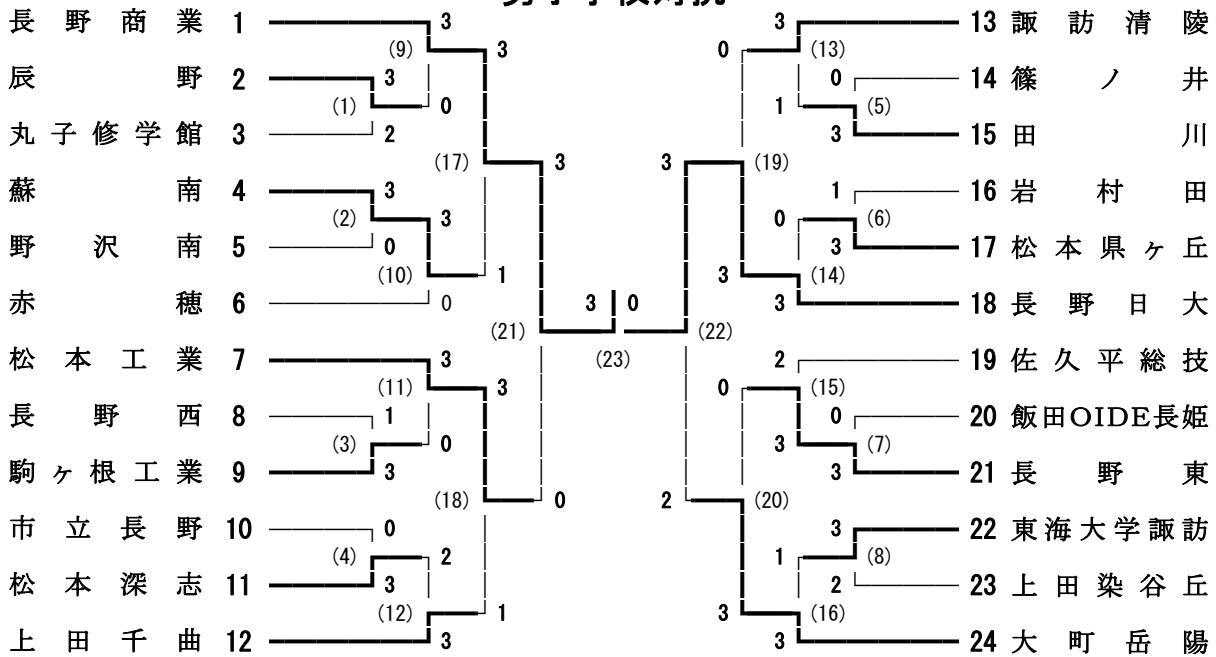 長野商業 1 3 3 13 諏訪清陵
(9) 3 0 (13)
辰野 2 3 0 14 篠ノ井
(1) 0 1 (5)
丸子修学館 3 2 3 15 田川
(17) 3 3 (19)
蘇南 4 3 1 16 岩村田
(2) 3 0 (6)
野沢南 5 0 3 17 松本県ヶ丘
(10) 1 3 (14)
赤穂 6 0 3 0 3 18 長野日大
(21) (22)
松本工業 7 3 (23) 2 19 佐久平総技
(11) 3 0 (15)
長野西 8 1 0 20 飯田OIDE長姫
(3) 0 3 (7)
駒ヶ根工業 9 3 3 21 長野東
(18) 0 2 (20)
市立長野 10 0 3 22 東海大学諏訪
(4) 2 1 (8)
松本深志 11 3 2 23 上田染谷丘
(12) 1 3 (16)
上田千曲 12 3 3 24 大町岳陽